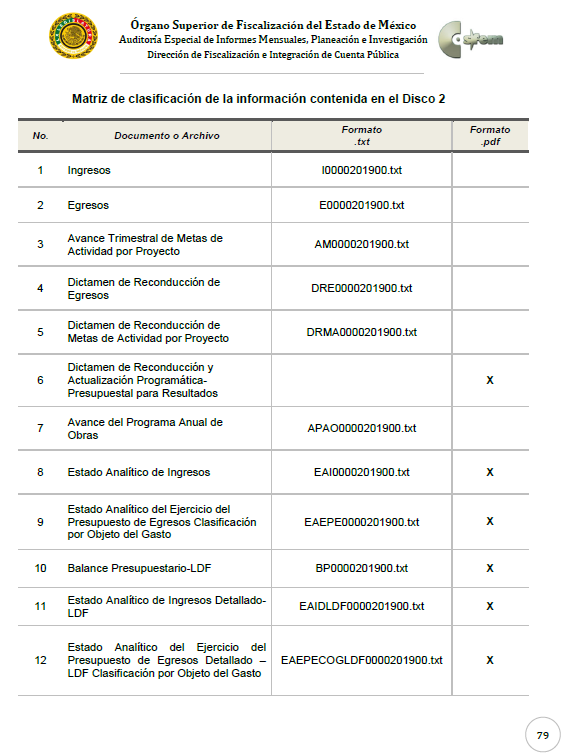 Órgano Superior de Fiscalización del Estado de México
Auditoría Especial de Informes Mensuales, Planeación e Investigación
Dirección de Fiscalización e Integración de Cuenta Pública
osfem
Matriz de clasificación de la información contenida en el Disco 2
No. Documento o Archivo Formato .txt Formato .pdf
1 Ingresos I0000201900.txt
2 Egresos E0000201900.txt
3 Avance Trimestral de Metas de
Actividad por Proyecto AM0000201900.txt
4 Dictamen de Reconducción de
Egresos DRE0000201900.txt
5 Dictamen de Reconducción de
Metas de Actividad por Proyecto DRMA0000201900.txt
6 Dictamen de Reconducción y
Actualización Programática-
Presupuestal para Resultados X
7 Avance del Programa Anual de
Obras APAO0000201900.txt
8 Estado Analítico de Ingresos EAI0000201900.txt X
9 Estado Analítico del Ejercicio del
Presupuesto de Egresos Clasificación
por Objeto del Gasto EAEPE0000201900.txt X
10 Balance Presupuestario-LDF BP0000201900.txt X
11 Estado Analítico de Ingresos Detallado-
LDF EAIDLDF0000201900.txt X
12 Estado Analítico del Ejercicio del
Presupuesto de Egresos Detallado –
LDF Clasificación por Objeto del Gasto EAEPECOGLDF0000201900.txt X
79